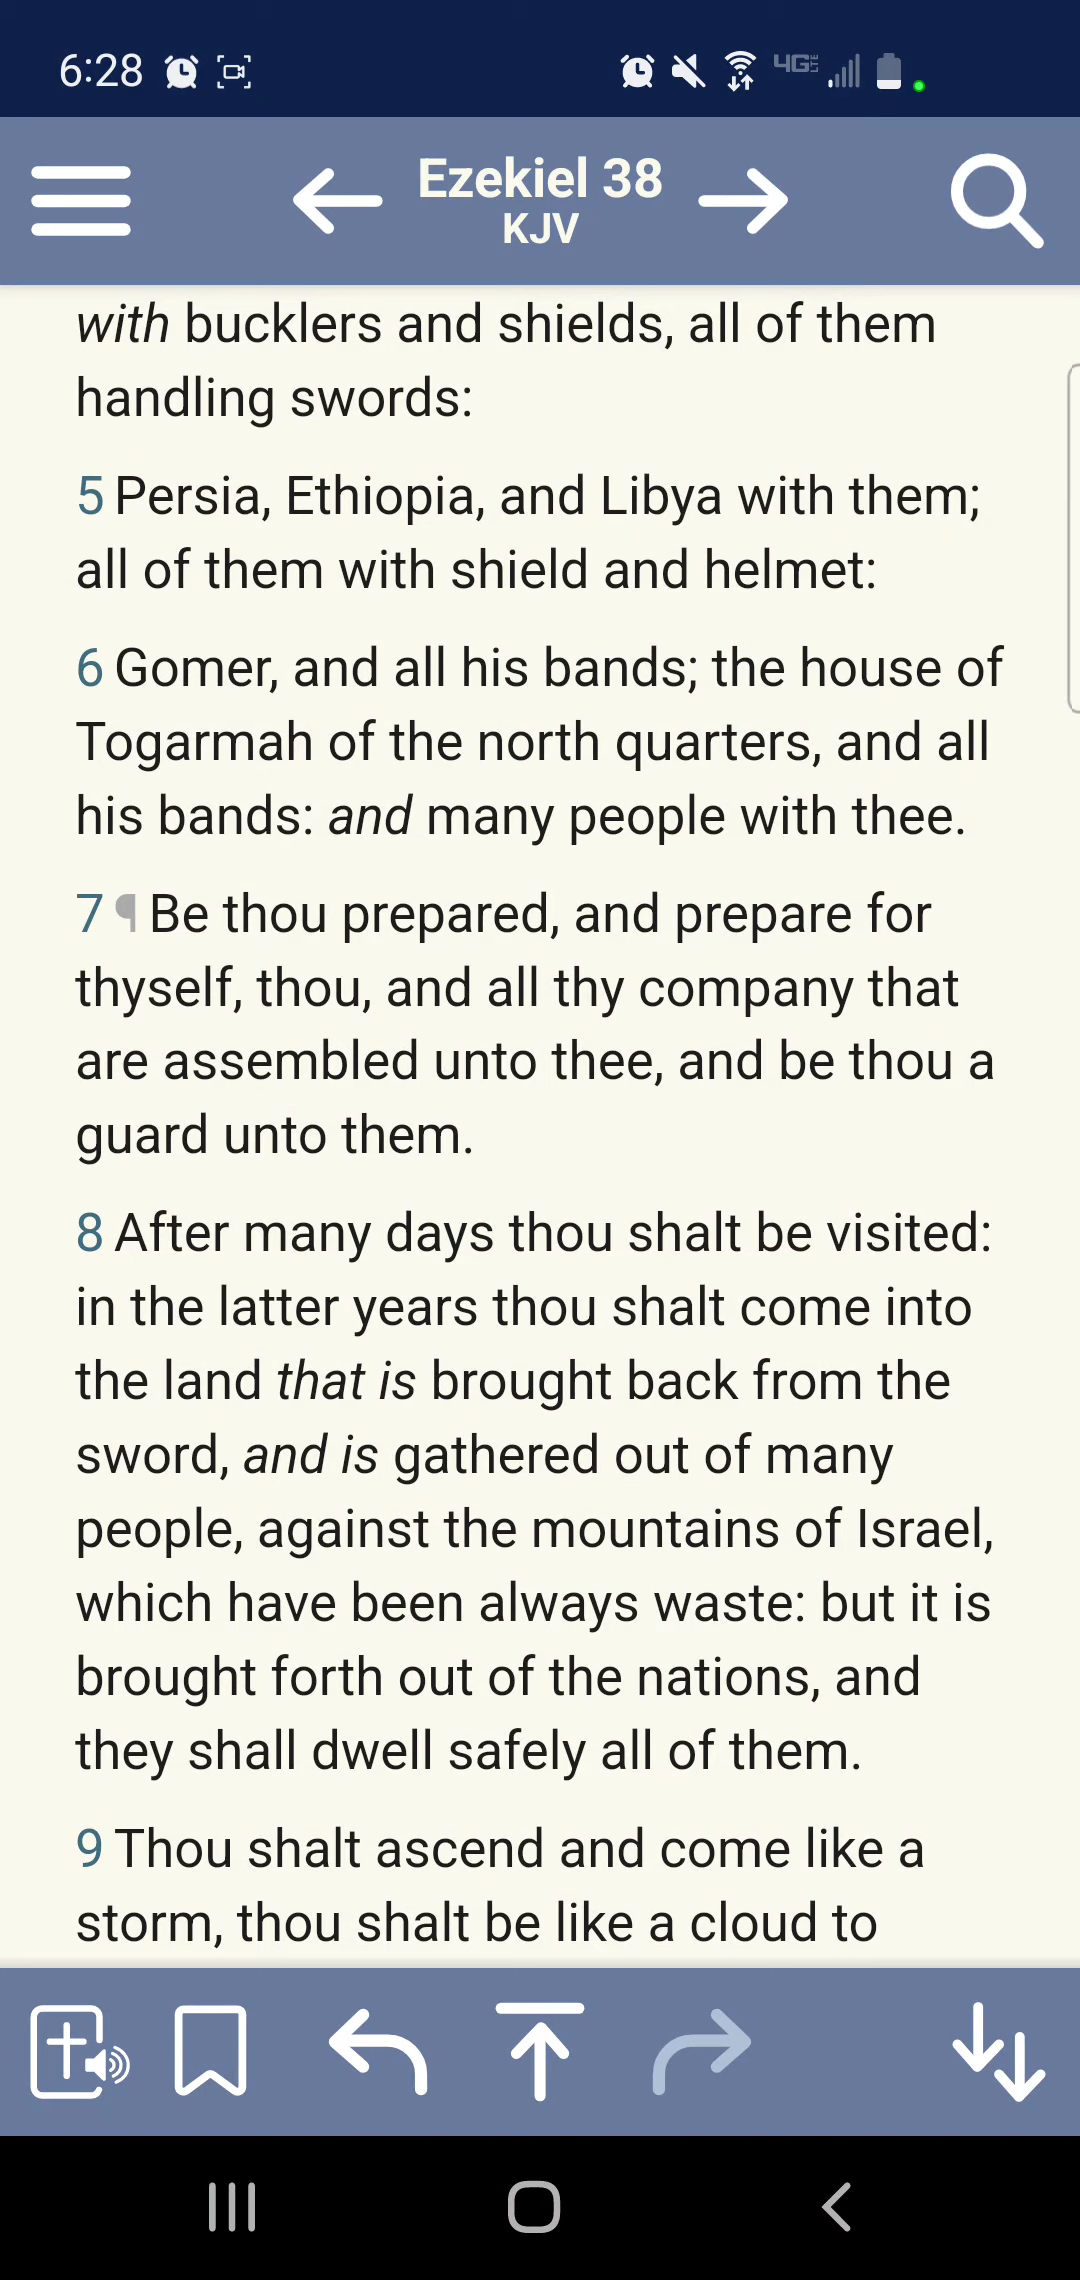 6:28
4G LTE
Ezekiel 38
KJV
with bucklers and shields, all of them
handling swords:
5 Persia, Ethiopia, and Libya with them;
all of them with shield and helmet:
6 Gomer, and all his bands; the house of
Togarmah of the north quarters, and all
his bands: and many people with thee.
7 ¶ Be thou prepared, and prepare for
thyself, thou, and all thy company that
are assembled unto thee, and be thou a
guard unto them.
8 After many days thou shalt be visited:
in the latter years thou shalt come into
the land that is brought back from the
sword, and is gathered out of many
people, against the mountains of Israel,
which have been always waste: but it is
brought forth out of the nations, and
they shall dwell safely all of them.
9 Thou shalt ascend and come like a
storm, thou shalt be like a cloud to